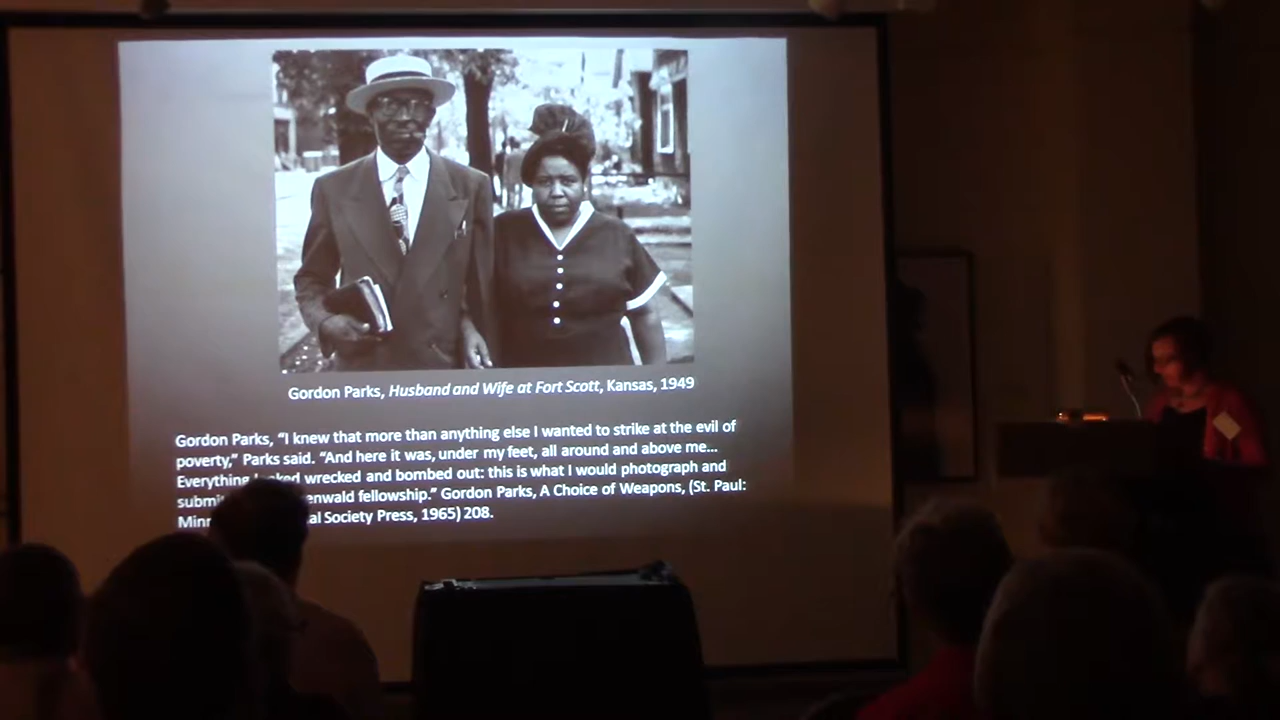 Gordon Parks, Husband and Wife at Fort Scott, Kansas, 1949
Gordon Parks, “I knew that more than anything else I wanted to strike at the evil of
poverty,” Parks said. “And here it was, under my feet, all around and above me...
Everything wrecked and bombed out: this is what I would photograph and
fellowship.” Gordon Parks, A Choice of Weapons, (St. Paul:
Society Press, 1965) 208.